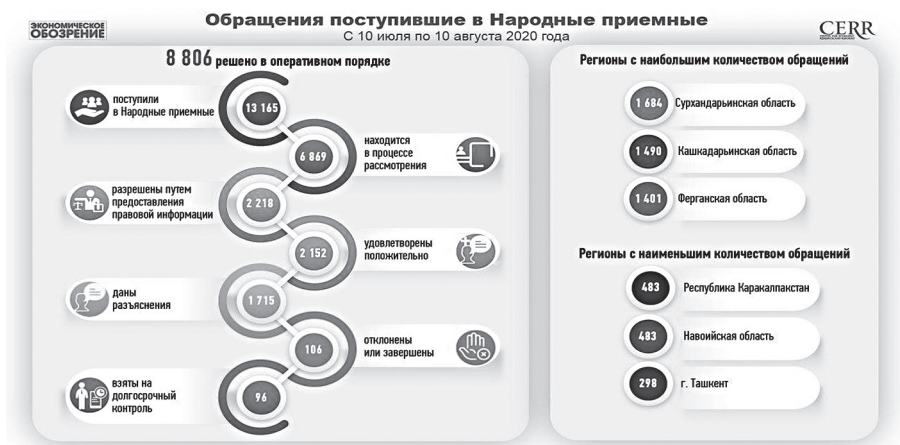 Обращения поступившие в Народные приемные
С 10 июля по 10 августа 2020 года
ЭКОНОМИЧЕСКОЕ
ОБОЗРЕНИЕ
CERR
8 806 решено в оперативном порядке
поступили
в Народные приемные
13 165
6 869
находится
в процессе
рассмотрения
разрешены путем
предоставления
правовой информации
2 218
2 152
удовлетворены
положительно
даны
разъяснения
1 715
106
отклонены
или завершены
взяты на
долгосрочный
контроль
96
Регионы с наибольшим количеством обращений
1 684 Сурхандарьинская область
1 490 Кашкадарьинская область
1 401 Ферганская область
Регионы с наименьшим количеством обращений
483 Республика Каракалпакстан
483 Навоийская область
298 г. Ташкент